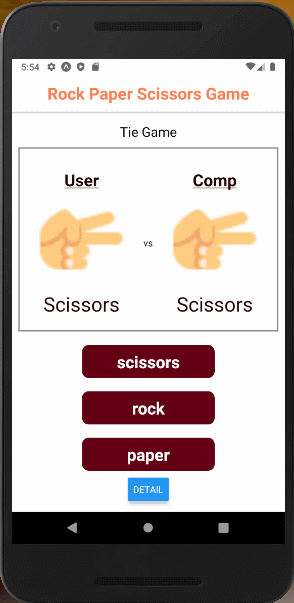 5:54
Rock Paper Scissors Game
Tie Game
User
Comp
vs
Scissors
Scissors
scissors
rock
paper
DETAIL